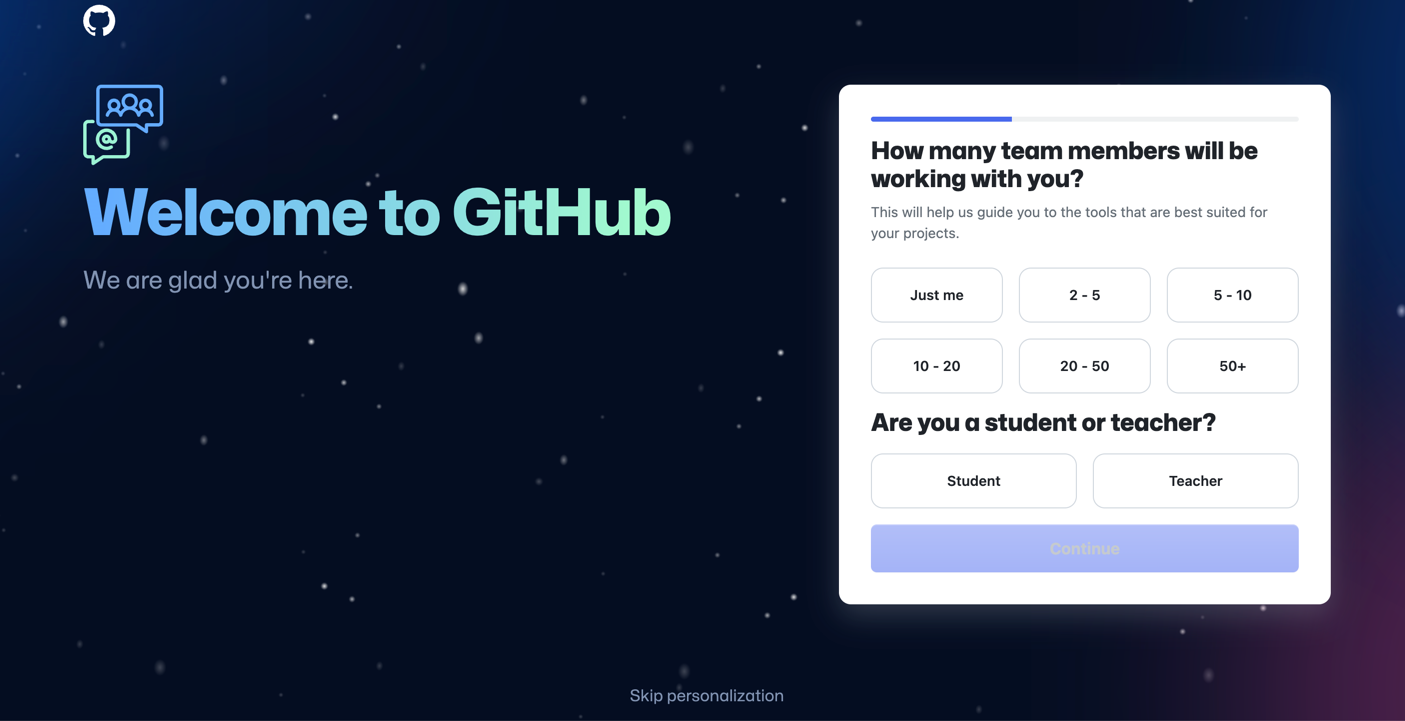 @
Welcome to GitHub
We are glad you're here.
How many team members will be
working with you?
This will help us guide you to the tools that are best suited for
your projects.
Just me
2 - 5
5 - 10
10 - 20
20 - 50
50+
Are you a student or teacher?
Student
Teacher
Continue
Skip personalization